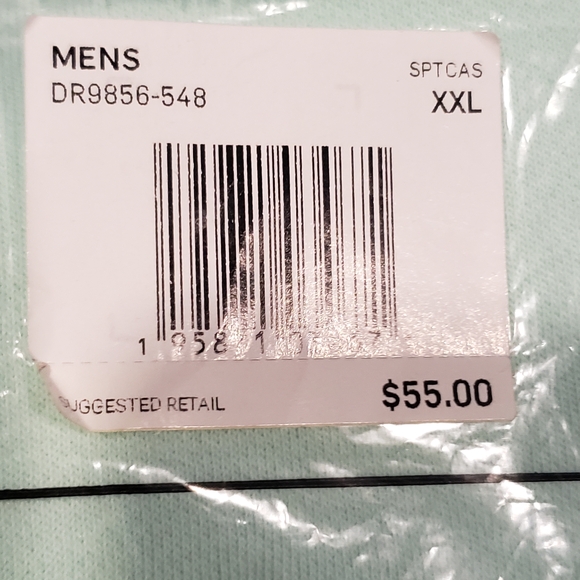 MENS
SPTCAS
DR9856-548
XXL
SUGGESTED RETAIL
$55.00